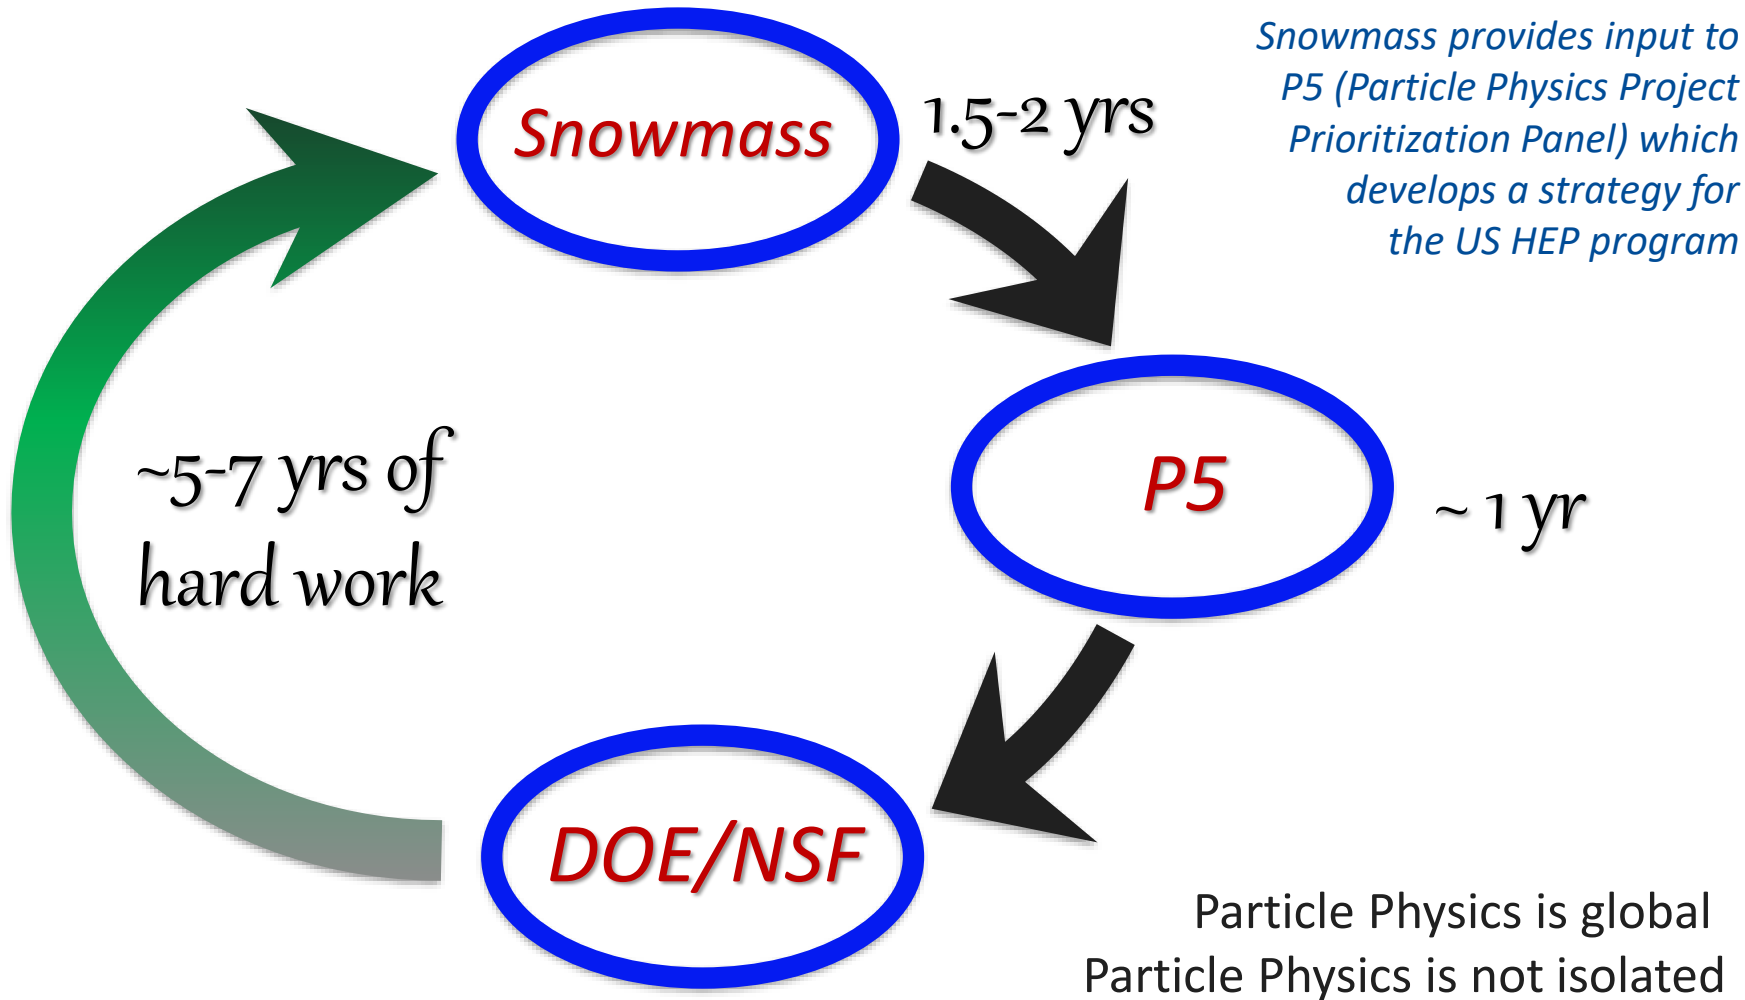 Snowmass
1.5-2 yrs
Snowmass provides input to
P5 (Particle Physics Project
Prioritization Panel) which
develops a strategy for
the US HEP program
~5-7 yrs of
hard work
P5
~ 1 yr
DOE/NSF
Particle Physics is global
Particle Physics is not isolated